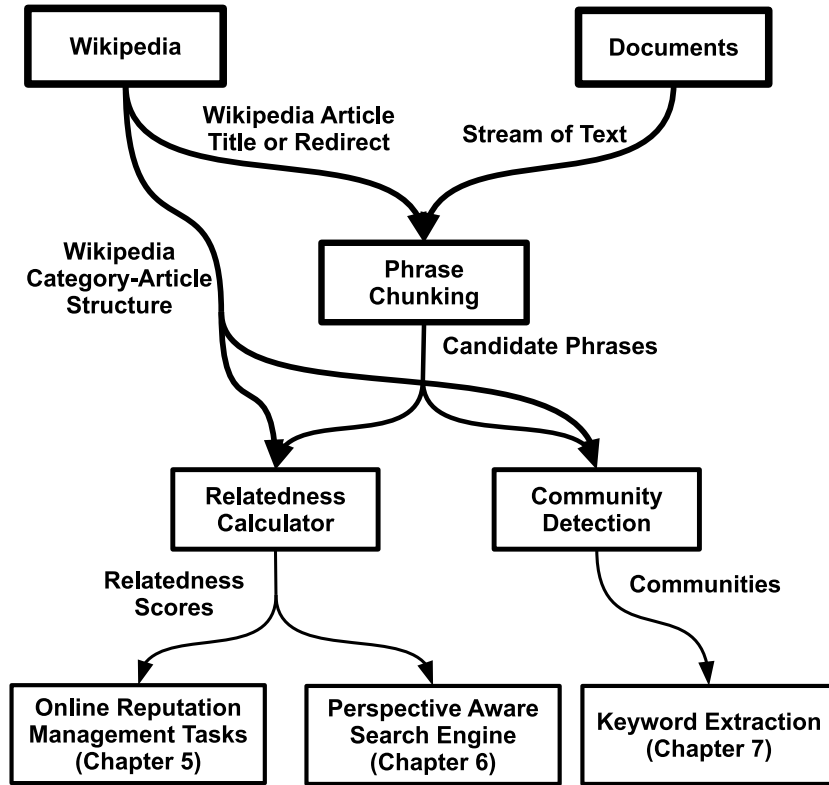 Wikipedia
Documents
Wikipedia Article
Title or Redirect
Stream of Text
Wikipedia
Category-Article
Structure
Phrase
Chunking
Candidate Phrases
Relatedness
Calculator
Community
Detection
Relatedness
Scores
Communities
Online Reputation
Management Tasks
(Chapter 5)
Perspective Aware
Search Engine
(Chapter 6)
Keyword Extraction
(Chapter 7)